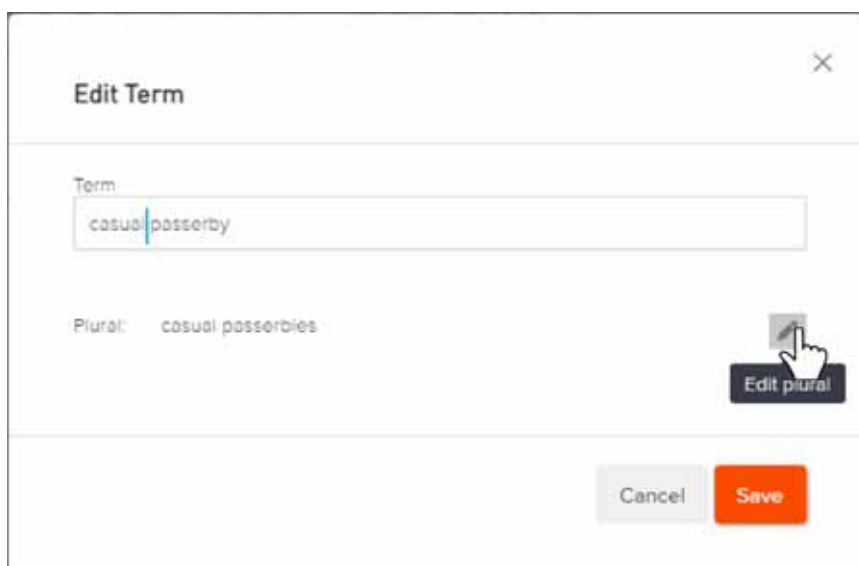 Edit Term
Term
casual passerby
Plural: casual passerbies
Edit plural
Cancel Save